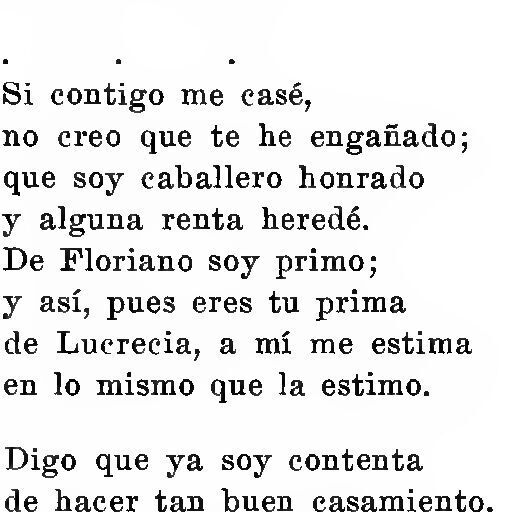 . . .
Si contigo me casé,
no creo que te he engañado;
que soy caballero honrado
y alguna renta heredé.
De Floriano soy primo;
y así, pues eres tu prima
de Lucrecia, a mí me estima
en lo mismo que la estimo.
Digo que ya soy contenta
de hacer tan buen casamiento.